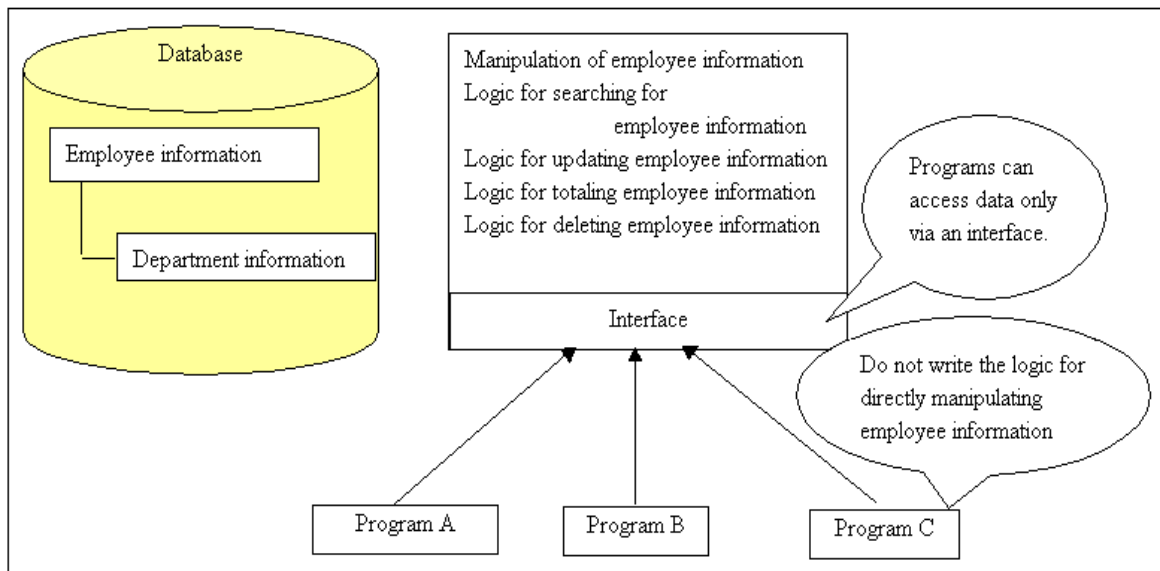 Database
Employee information
Department information
Manipulation of employee information
Logic for searching for
employee information
Logic for updating employee information
Logic for totaling employee information
Logic for deleting employee information
Interface
Programs can
access data only
via an interface.
Do not write the logic for
directly manipulating
employee information
Program A
Program B
Program C